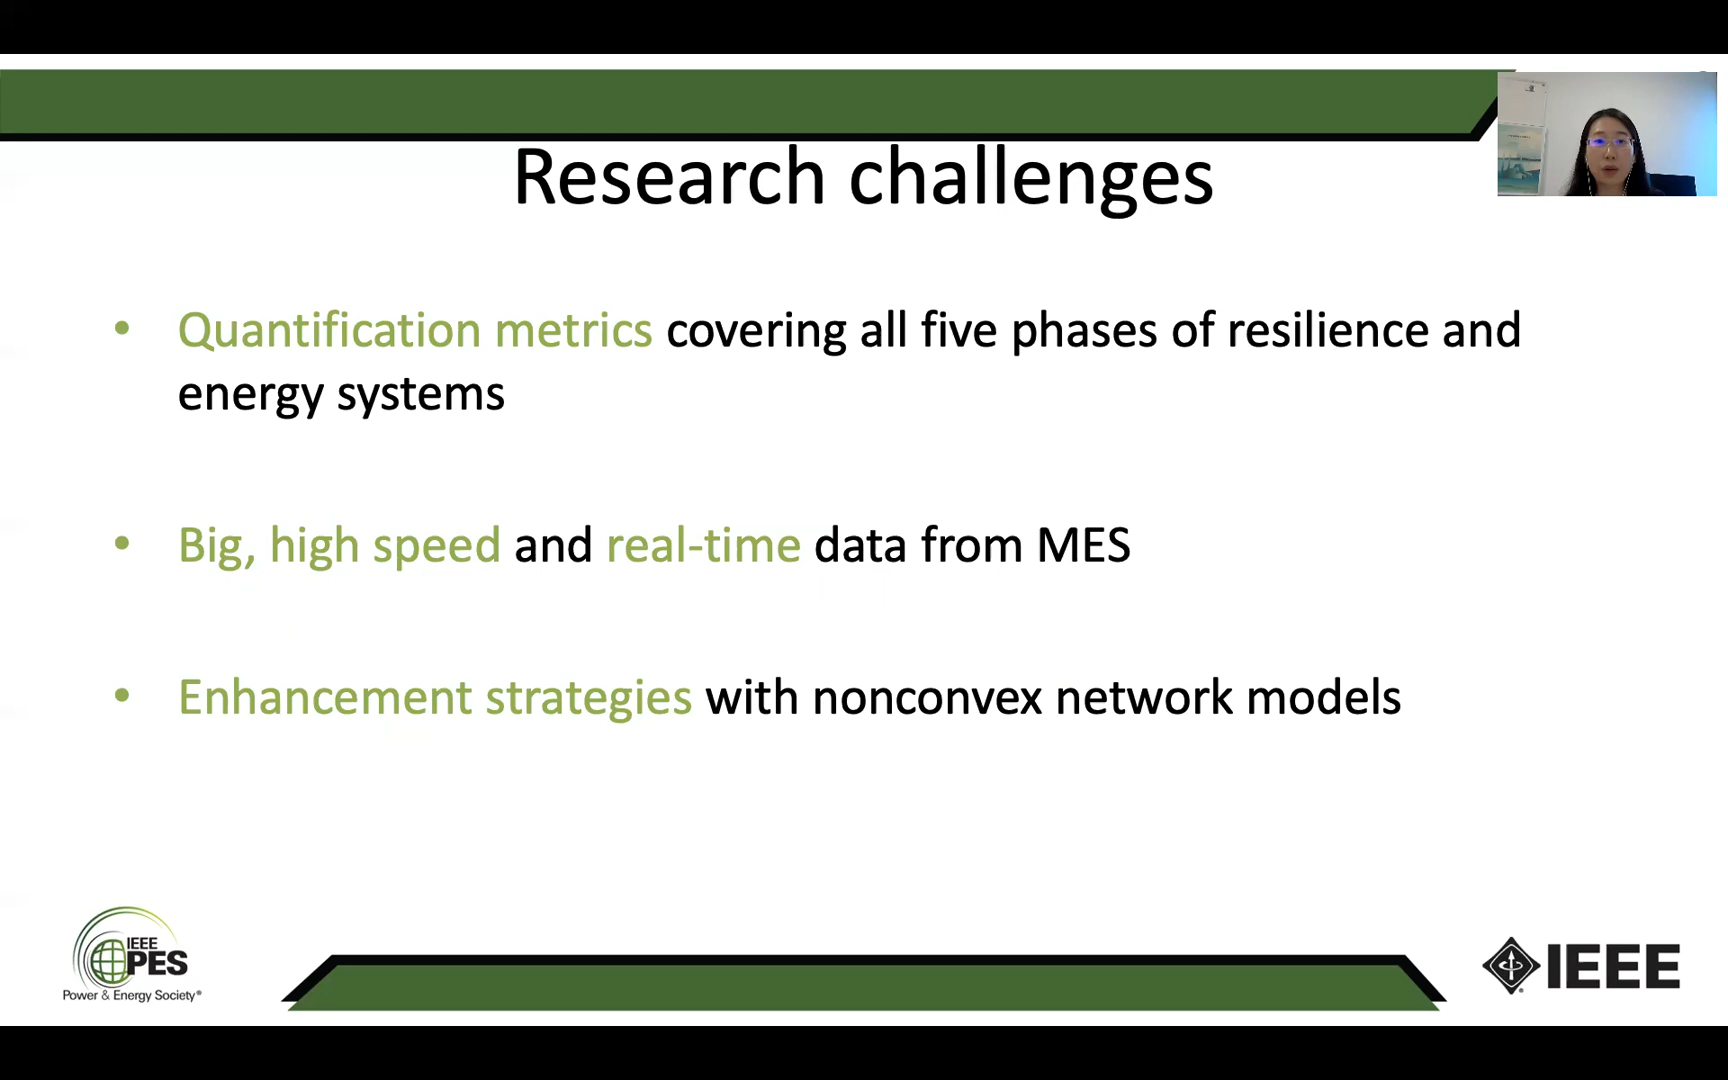 Research challenges
• Quantification metrics covering all five phases of resilience and
energy systems
• Big, high speed and real-time data from MES
• Enhancement strategies with nonconvex network models
IEEE
PES
Power & Energy Society®
IEEE